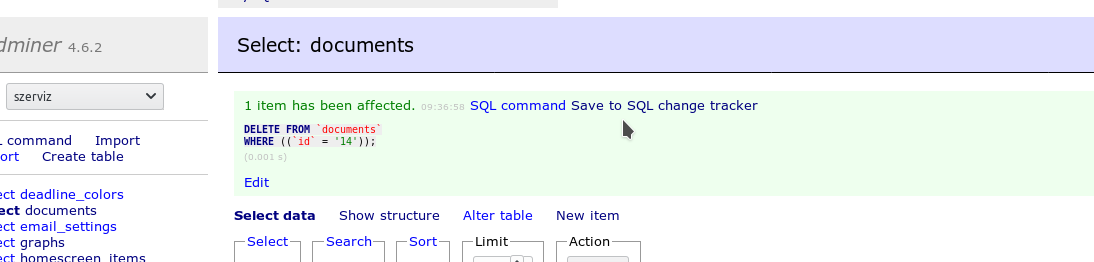 dminer 4.6.2
szerviz
command Import
ort Create table
ect deadline_colors
ect documents
ect email_settings
ect graphs
ect homescreen_items
Select: documents
1 item has been affected. 09:36:58 SQL command Save to SQL change tracker
DELETE FROM `documents`
WHERE ((`id` = '14'));
(0.001 s)
Edit
Select data Show structure Alter table New item
Select Search Sort Limit Action